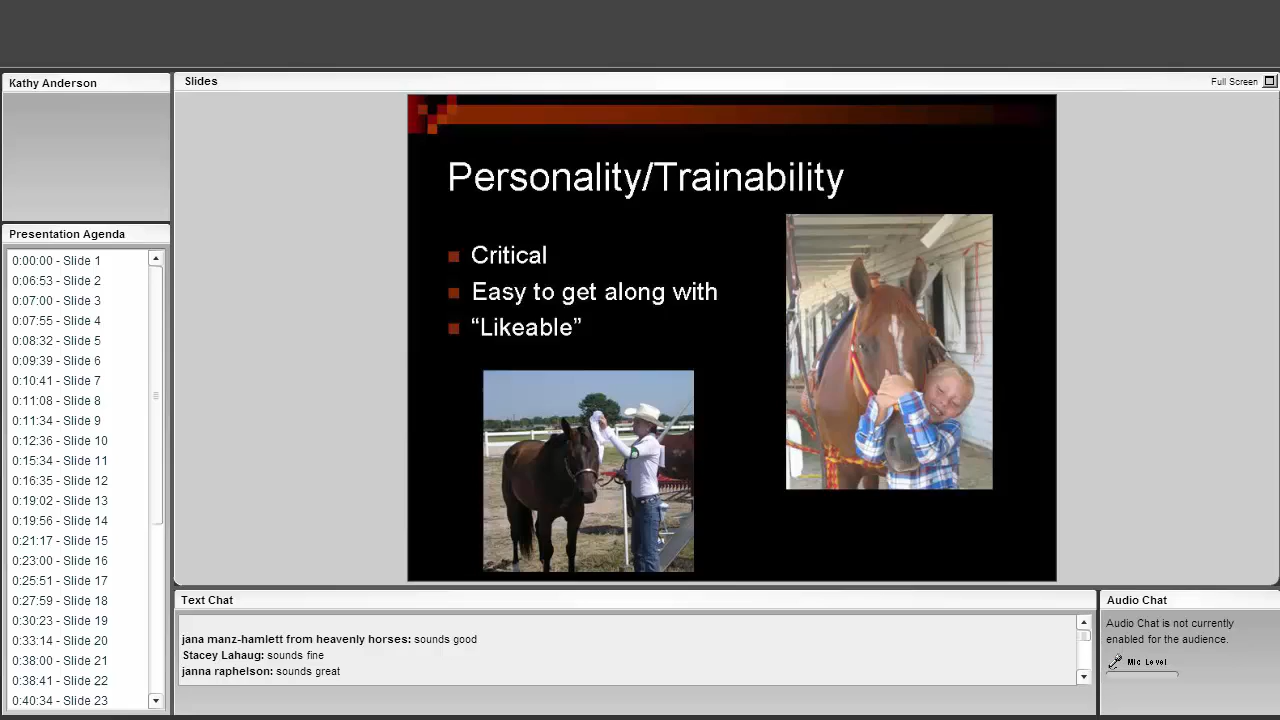 Kathy Anderson
Slides
Full Screen
Personality/Trainability
Critical
Easy to get along with
“Likeable”
Presentation Agenda
0:00:00 - Slide 1
0:06:53 - Slide 2
0:07:00 - Slide 3
0:07:55 - Slide 4
0:08:32 - Slide 5
0:09:39 - Slide 6
0:10:41 - Slide 7
0:11:08 - Slide 8
0:11:34 - Slide 9
0:12:36 - Slide 10
0:15:34 - Slide 11
0:16:35 - Slide 12
0:19:02 - Slide 13
0:19:56 - Slide 14
0:21:17 - Slide 15
0:23:00 - Slide 16
0:25:51 - Slide 17
0:27:59 - Slide 18
0:30:23 - Slide 19
0:33:14 - Slide 20
0:38:00 - Slide 21
0:38:41 - Slide 22
0:40:34 - Slide 23
Text Chat
jana manz-hamlett from heavenly horses: sounds good
Stacey Lahaug: sounds fine
janna raphelson: sounds great
Audio Chat
Audio Chat is not currently
enabled for the audience.
Mic Level